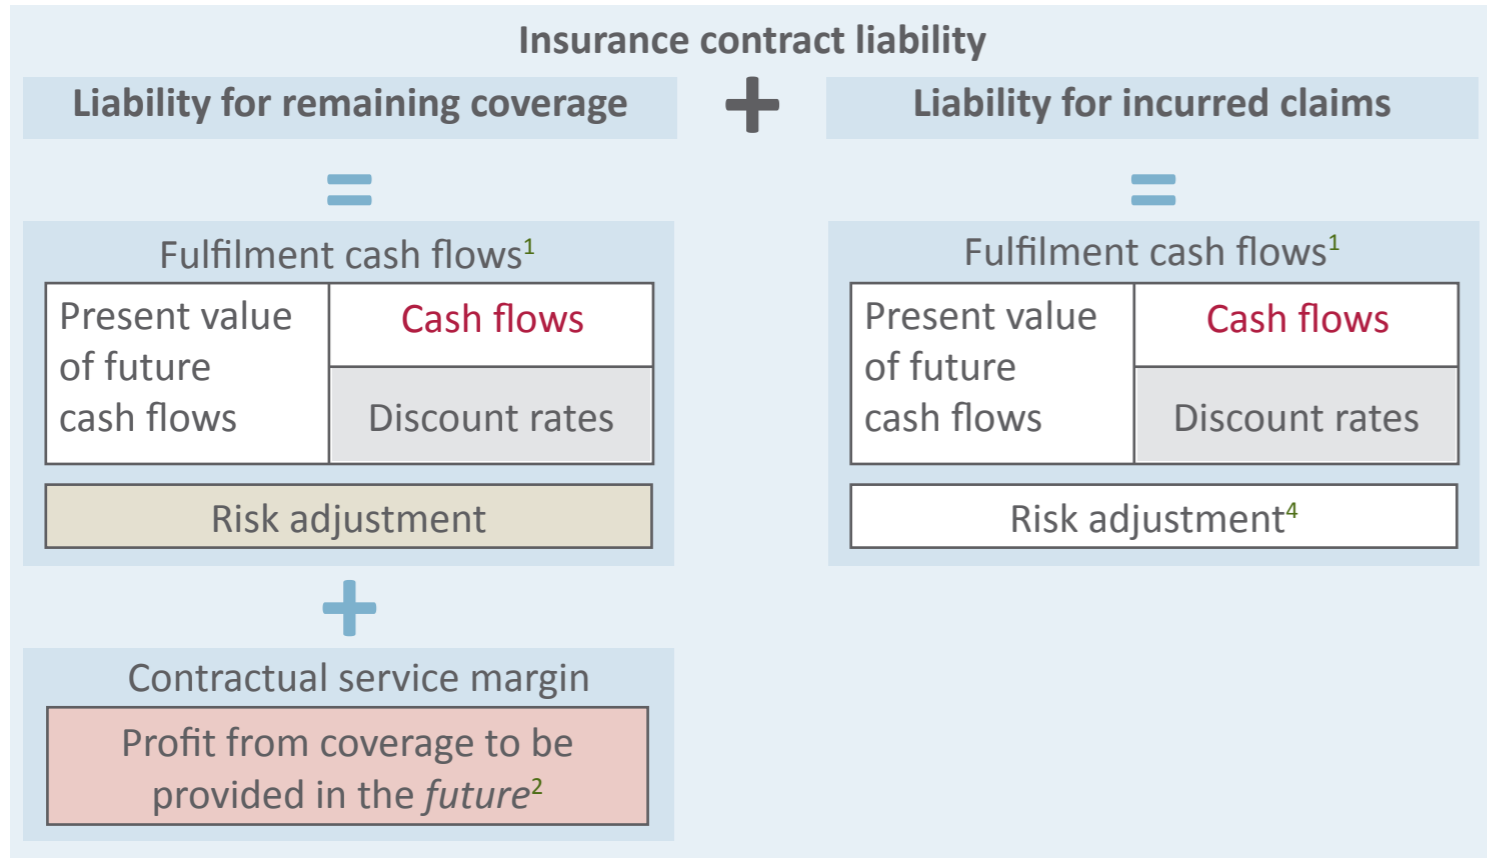 Insurance contract liability
Liability for remaining coverage
+
Liability for incurred claims
=
=
Fulfilment cash flows¹
Present value
of future
cash flows
Cash flows
Discount rates
Risk adjustment
+
Contractual service margin
Profit from coverage to be
provided in the future²
Fulfilment cash flows¹
Present value
of future
cash flows
Cash flows
Discount rates
Risk adjustment⁴